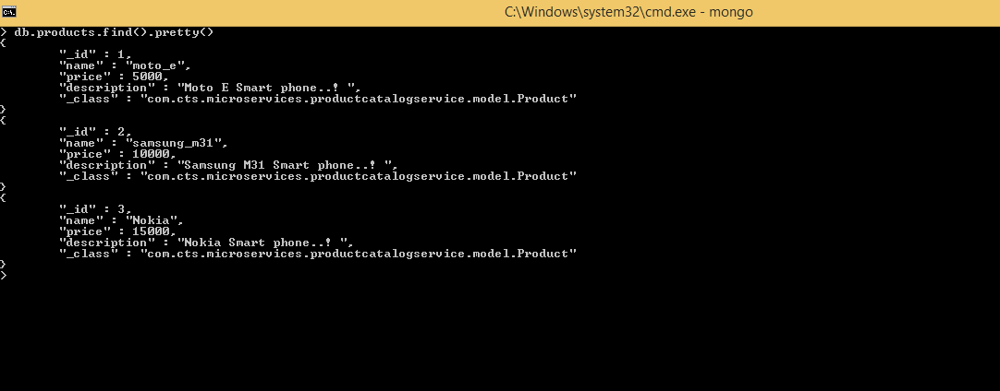 C:\Windows\system32\cmd.exe - mongo
> db.products.find().pretty()
{
        "_id" : 1,
        "name" : "moto_e",
        "price" : 5000,
        "description" : "Moto E Smart phone..! ",
        "_class" : "com.cts.microservices.productcatalogservice.model.Product"
}
{
        "_id" : 2,
        "name" : "samsung_m31",
        "price" : 10000,
        "description" : "Samsung M31 Smart phone..! ",
        "_class" : "com.cts.microservices.productcatalogservice.model.Product"
}
{
        "_id" : 3,
        "name" : "Nokia",
        "price" : 15000,
        "description" : "Nokia Smart phone..! ",
        "_class" : "com.cts.microservices.productcatalogservice.model.Product"
}
>